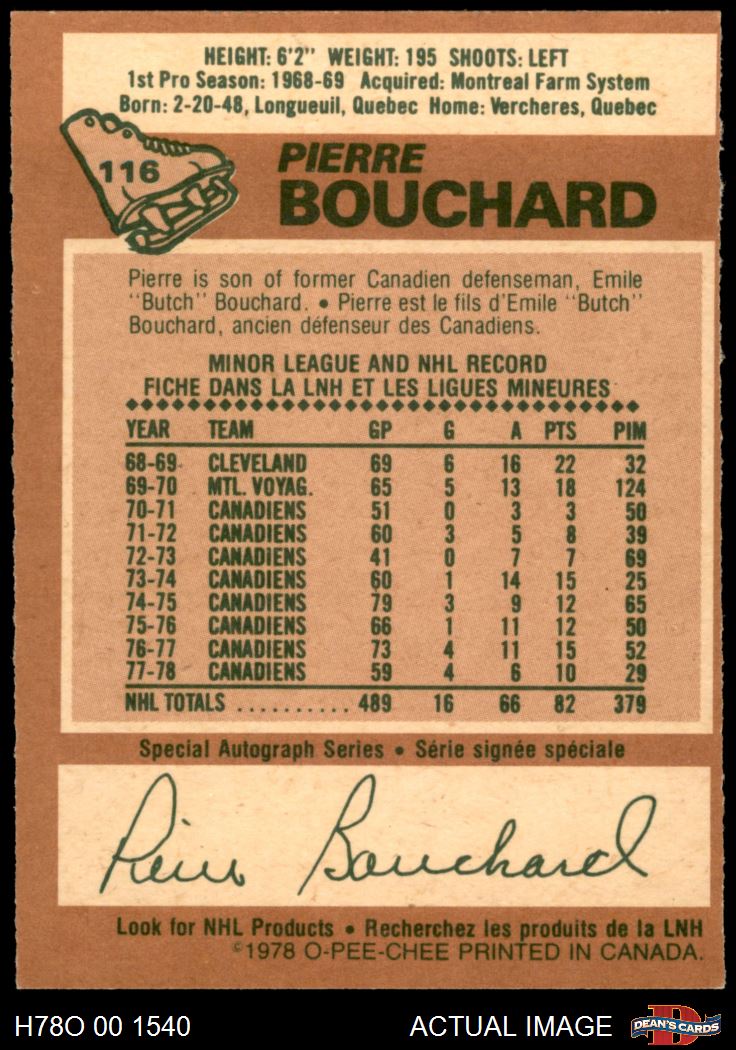 HEIGHT: 6'2" WEIGHT: 195 SHOOTS: LEFT
1st Pro Season: 1968-69 Acquired: Montreal Farm System
Born: 2-20-48, Longueuil, Quebec Home: Vercheres, Quebec
116
PIERRE
BOUCHARD
Pierre is son of former Canadien defenseman, Emile
"Butch" Bouchard. • Pierre est le fils d'Emile "Butch"
Bouchard, ancien défenseur des Canadiens.
MINOR LEAGUE AND NHL RECORD
FICHE DANS LA LNH ET LES LIGUES MINEURES
YEAR TEAM GP G A PTS PIM
68-69 CLEVELAND 69 6 16 22 32
69-70 MTL. VOYAG. 65 5 13 18 124
70-71 CANADIENS 51 0 3 3 50
71-72 CANADIENS 60 3 5 8 39
72-73 CANADIENS 41 0 7 7 69
73-74 CANADIENS 60 1 14 15 25
74-75 CANADIENS 79 3 9 12 65
75-76 CANADIENS 66 1 11 12 50
76-77 CANADIENS 73 4 11 15 52
77-78 CANADIENS 59 4 6 10 29
NHL TOTALS .......... 489 16 66 82 379
Special Autograph Series • Série signée spéciale
Pierre Bouchard
Look for NHL Products • Recherchez les produits de la LNH
©1978 O-PEE-CHEE PRINTED IN CANADA.
H78O 00 1540 ACTUAL IMAGE DEAN'S CARDS